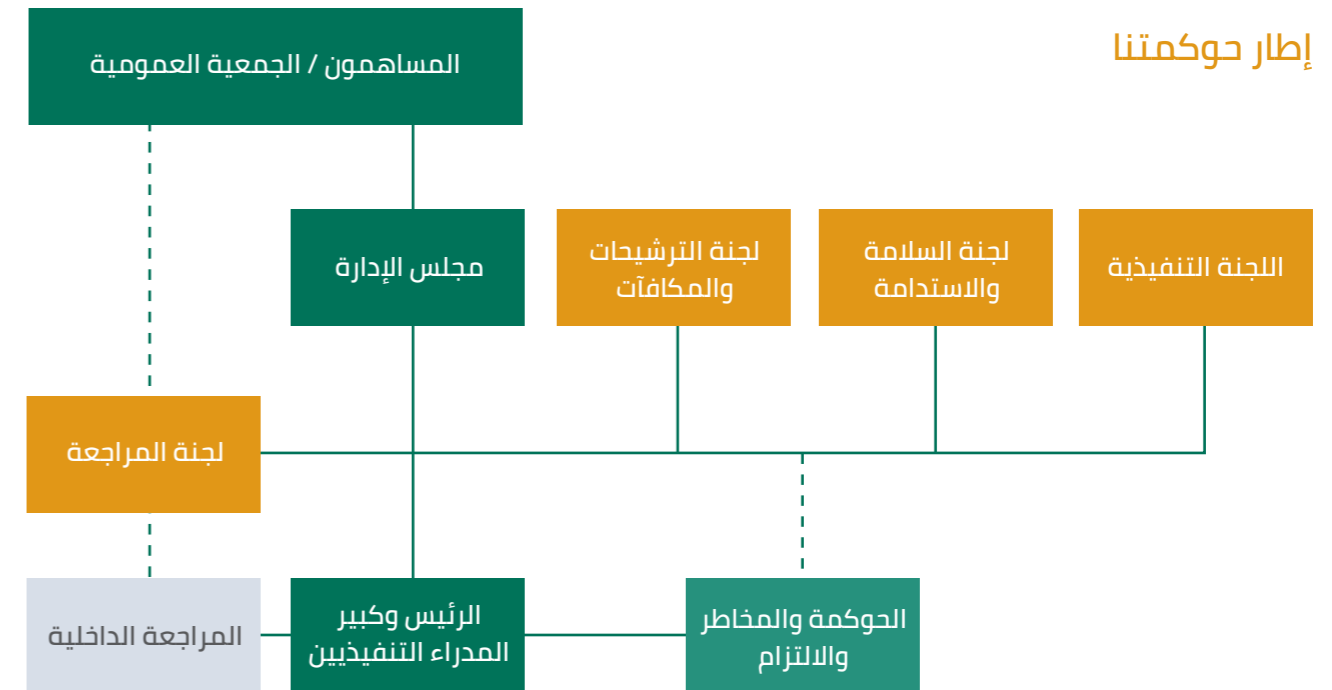 إطار حوكمتنا
المساهمون / الجمعية العمومية
اللجنة التنفيذية
لجنة السلامة
والاستدامة
لجنة الترشيحات
والمكافآت
مجلس الإدارة
لجنة المراجعة
الحوكمة والمخاطر
والالتزام
الرئيس وكبير
المدراء التنفيذيين
المراجعة الداخلية